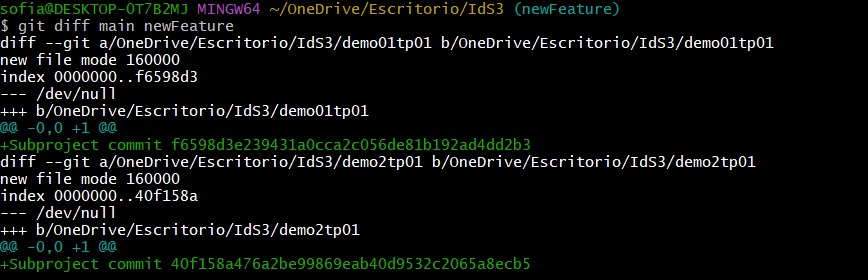 sofia@DESKTOP-OT7B2MJ MINGW64 ~/OneDrive/Escritorio/IdS3 (newFeature)
$ git diff main newFeature
diff --git a/OneDrive/Escritorio/IdS3/demo01tp01 b/OneDrive/Escritorio/IdS3/demo01tp01
new file mode 160000
index 0000000..f6598d3
--- /dev/null
+++ b/OneDrive/Escritorio/IdS3/demo01tp01
@@ -0,0 +1 @@
+Subproject commit f6598d3e239431a0cca2c056de81b192ad4dd2b3
diff --git a/OneDrive/Escritorio/IdS3/demo2tp01 b/OneDrive/Escritorio/IdS3/demo2tp01
new file mode 160000
index 0000000..40f158a
--- /dev/null
+++ b/OneDrive/Escritorio/IdS3/demo2tp01
@@ -0,0 +1 @@
+Subproject commit 40f158a476a2be99869eab40d9532c2065a8ecb5